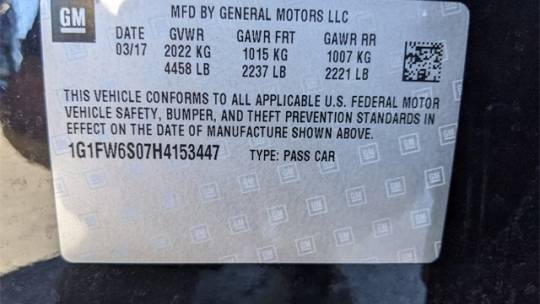 GM
MFD BY GENERAL MOTORS LLC
DATE GVWR GAWR FRT GAWR RR
03/17 2022 KG 1015 KG 1007 KG
4458 LB 2237 LB 2221 LB
THIS VEHICLE CONFORMS TO ALL APPLICABLE U.S. FEDERAL MOTOR
VEHICLE SAFETY, BUMPER, AND THEFT PREVENTION STANDARDS IN
EFFECT ON THE DATE OF MANUFACTURE SHOWN ABOVE.
1G1FW6S07H4153447 TYPE: PASS CAR